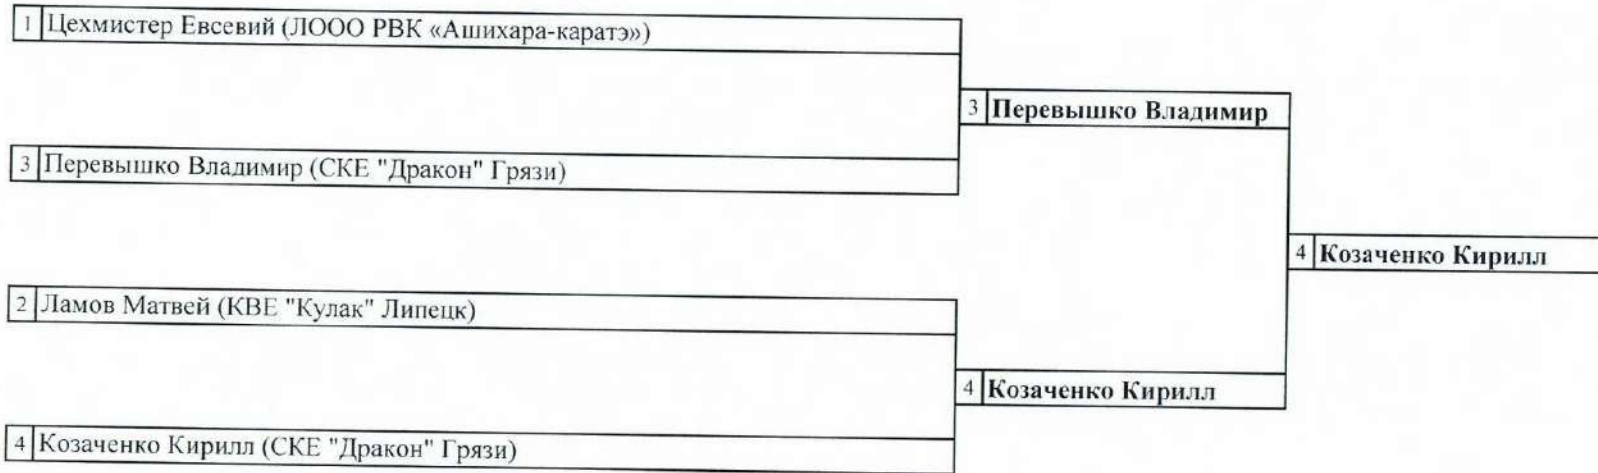 1 Цехмистер Евсевий (ЛООО РВК «Ашихара-каратэ»)
3 Перевышко Владимир
3 Перевышко Владимир (СКЕ "Дракон" Грязи)
4 Козаченко Кирилл
2 Ламов Матвей (КВЕ "Кулак" Липецк)
4 Козаченко Кирилл
4 Козаченко Кирилл (СКЕ "Дракон" Грязи)